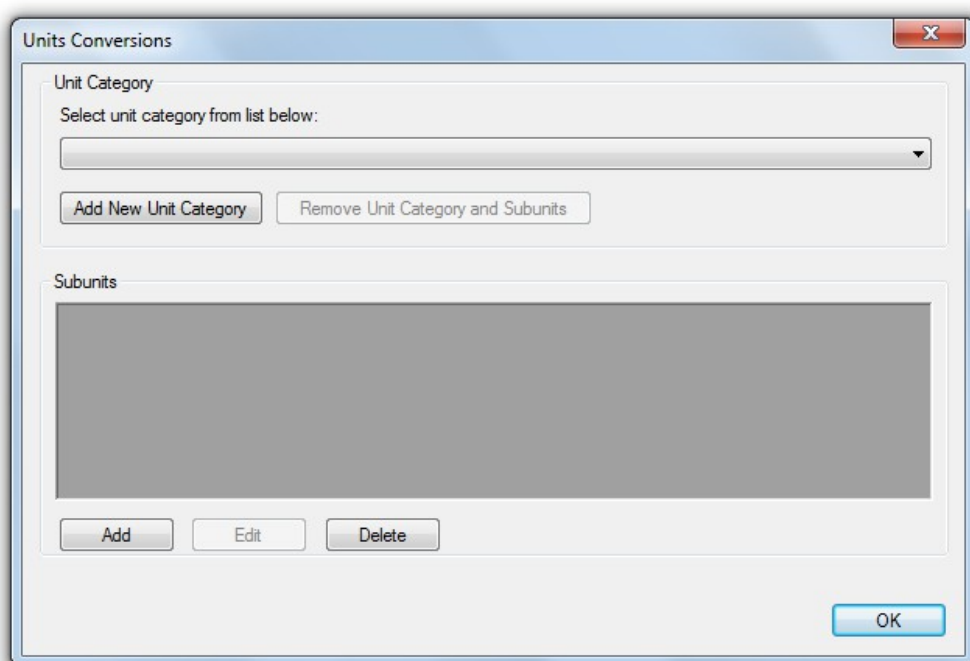 Units Conversions
Unit Category
Select unit category from list below:
Add New Unit Category
Remove Unit Category and Subunits
Subunits
Add
Edit
Delete
OK